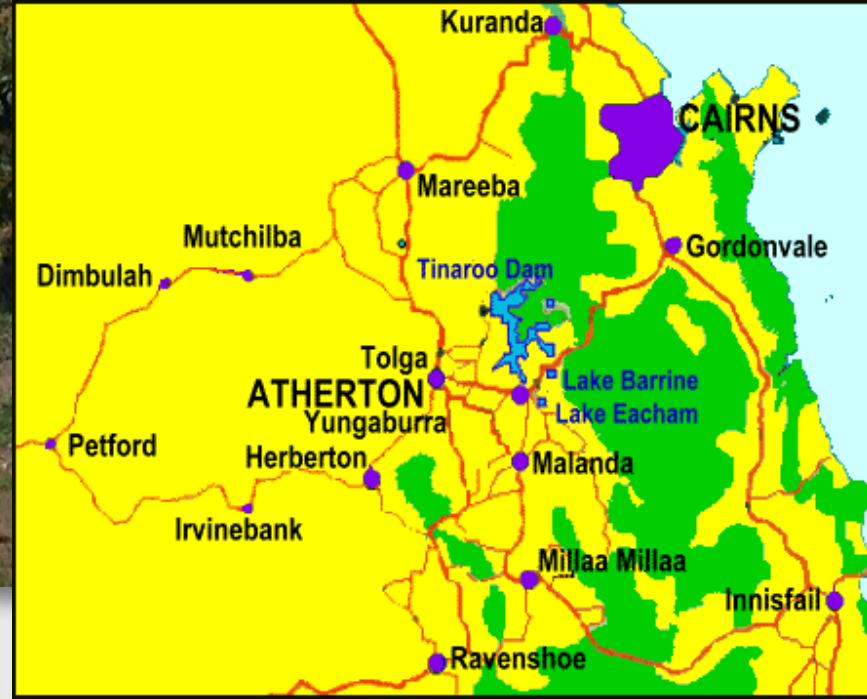 Kuranda
CAIRNS
Mareeba
Mutchilba
Gordonvale
Dimbulah
Tinaroo Dam
Tolga
ATHERTON
Lake Barrine
Yungaburra
Lake Eacham
Petford
Herberton
Malanda
Irvinebank
Millaa Millaa
Innisfail
Ravenshoe